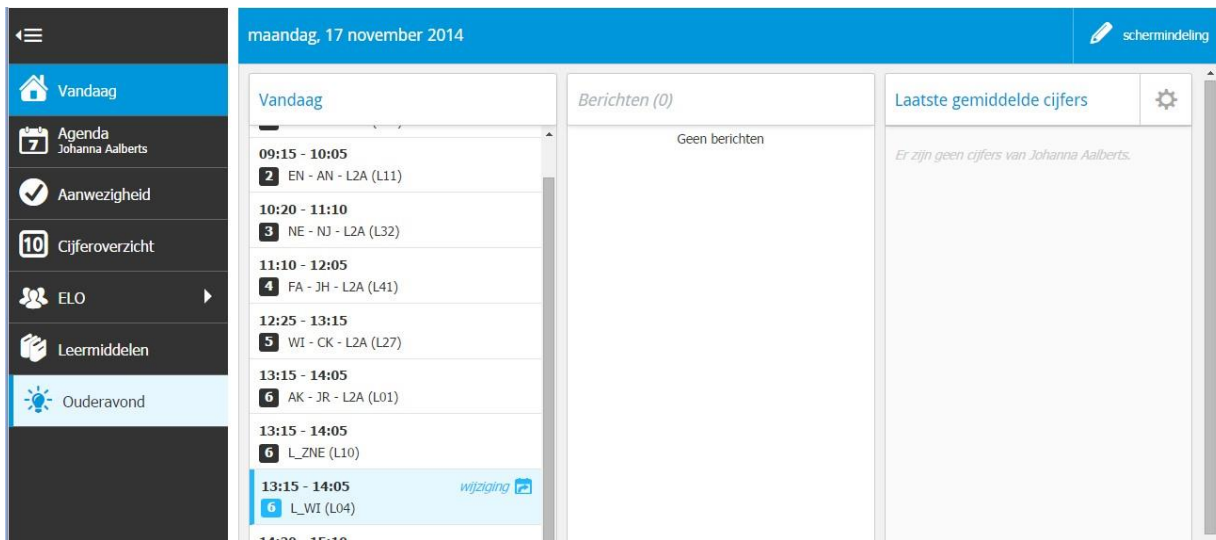 maandag, 17 november 2014
schermindeling
Vandaag
7
Agenda
Johanna Aalberts
Aanwezigheid
10
Cijferoverzicht
ELO
Leermiddelen
Ouderavond
Vandaag
09:15 - 10:05
2 EN - AN - L2A (L11)
10:20 - 11:10
3 NE - NJ - L2A (L32)
11:10 - 12:05
4 FA - JH - L2A (L41)
12:25 - 13:15
5 WI - CK - L2A (L27)
13:15 - 14:05
6 AK - JR - L2A (L01)
13:15 - 14:05
6 L_ZNE (L10)
13:15 - 14:05 wijziging
6 L_WI (L04)
Berichten (0)
Geen berichten
Laatste gemiddelde cijfers
Er zijn geen cijfers van Johanna Aalberts.